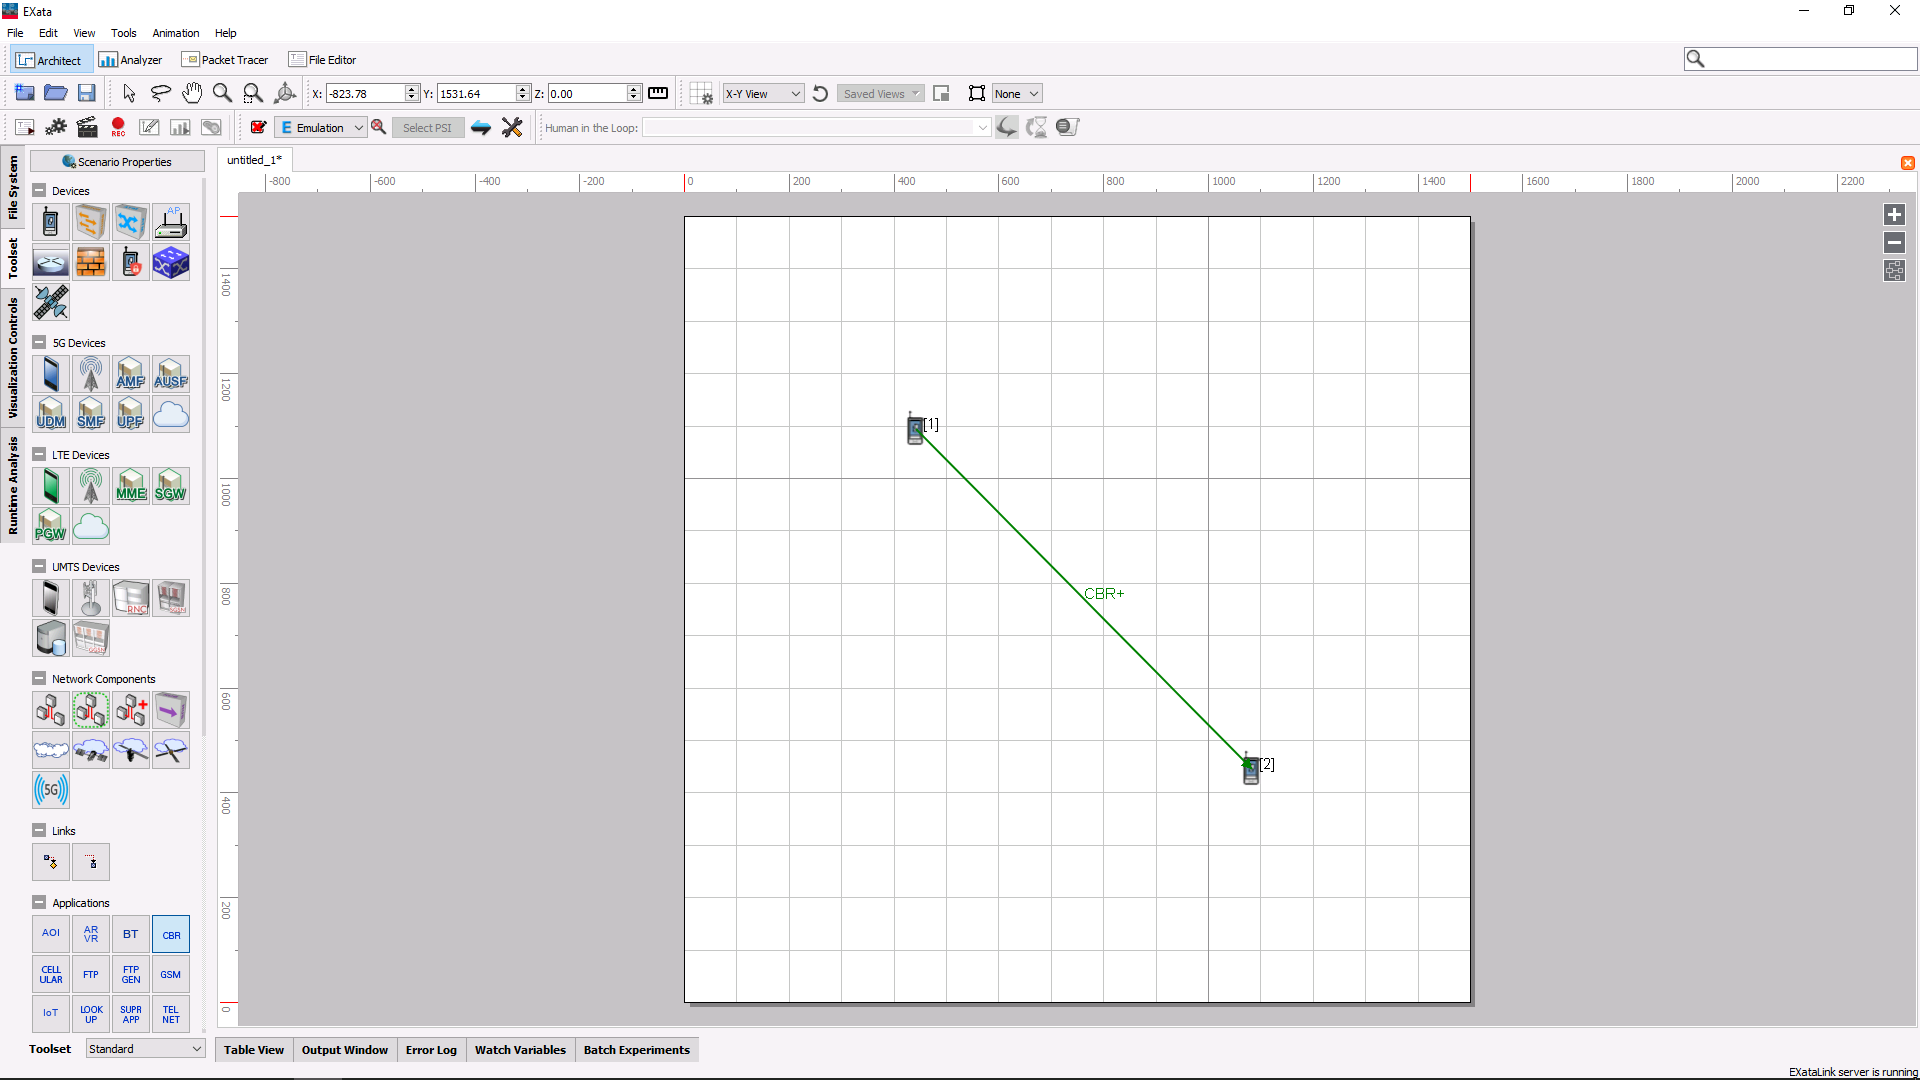 EXata
File Edit View Tools Animation Help
Architect Analyzer Packet Tracer File Editor
X: -823.78 Y: 1531.64 Z: 0.00 X-Y View Saved Views None
REC E Emulation Select PSI Human in the Loop:
Scenario Properties
untitled_1*
-800 -600 -400 -200 0 200 400 600 800 1000 1200 1400 1600 1800 2000 2200
File System
Toolset
Visualization Controls
Runtime Analysis
Devices
AP
5G Devices
AMF AUSF
UDM SMF UPF
LTE Devices
MME SGW
PGW
UMTS Devices
RNC SGSN
GGSN
Network Components
5G
Links
Applications
AOI AR VR BT CBR
CELL ULAR FTP FTP GEN GSM
IoT LOOK UP SUPR APP TEL NET
Toolset Standard
1400
1200
1000
800
600
400
200
0
[1]
CBR+
[2]
Table View Output Window Error Log Watch Variables Batch Experiments
EXataLink server is running